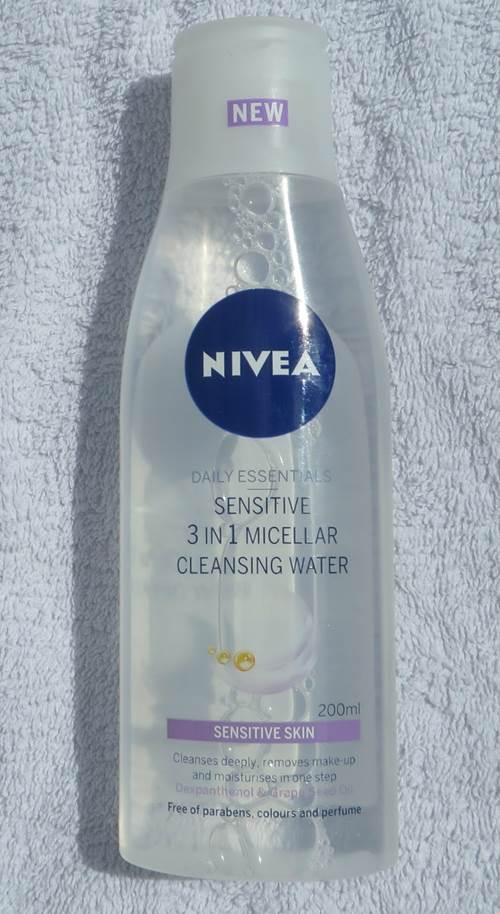 NEW
NIVEA
DAILY ESSENTIALS
SENSITIVE
3 IN 1 MICELLAR
CLEANSING WATER
200ml
SENSITIVE SKIN
Cleanses deeply, removes make-up
and moisturises in one step
Dexpanthenol & Grape Seed Oil
Free of parabens, colours and perfume